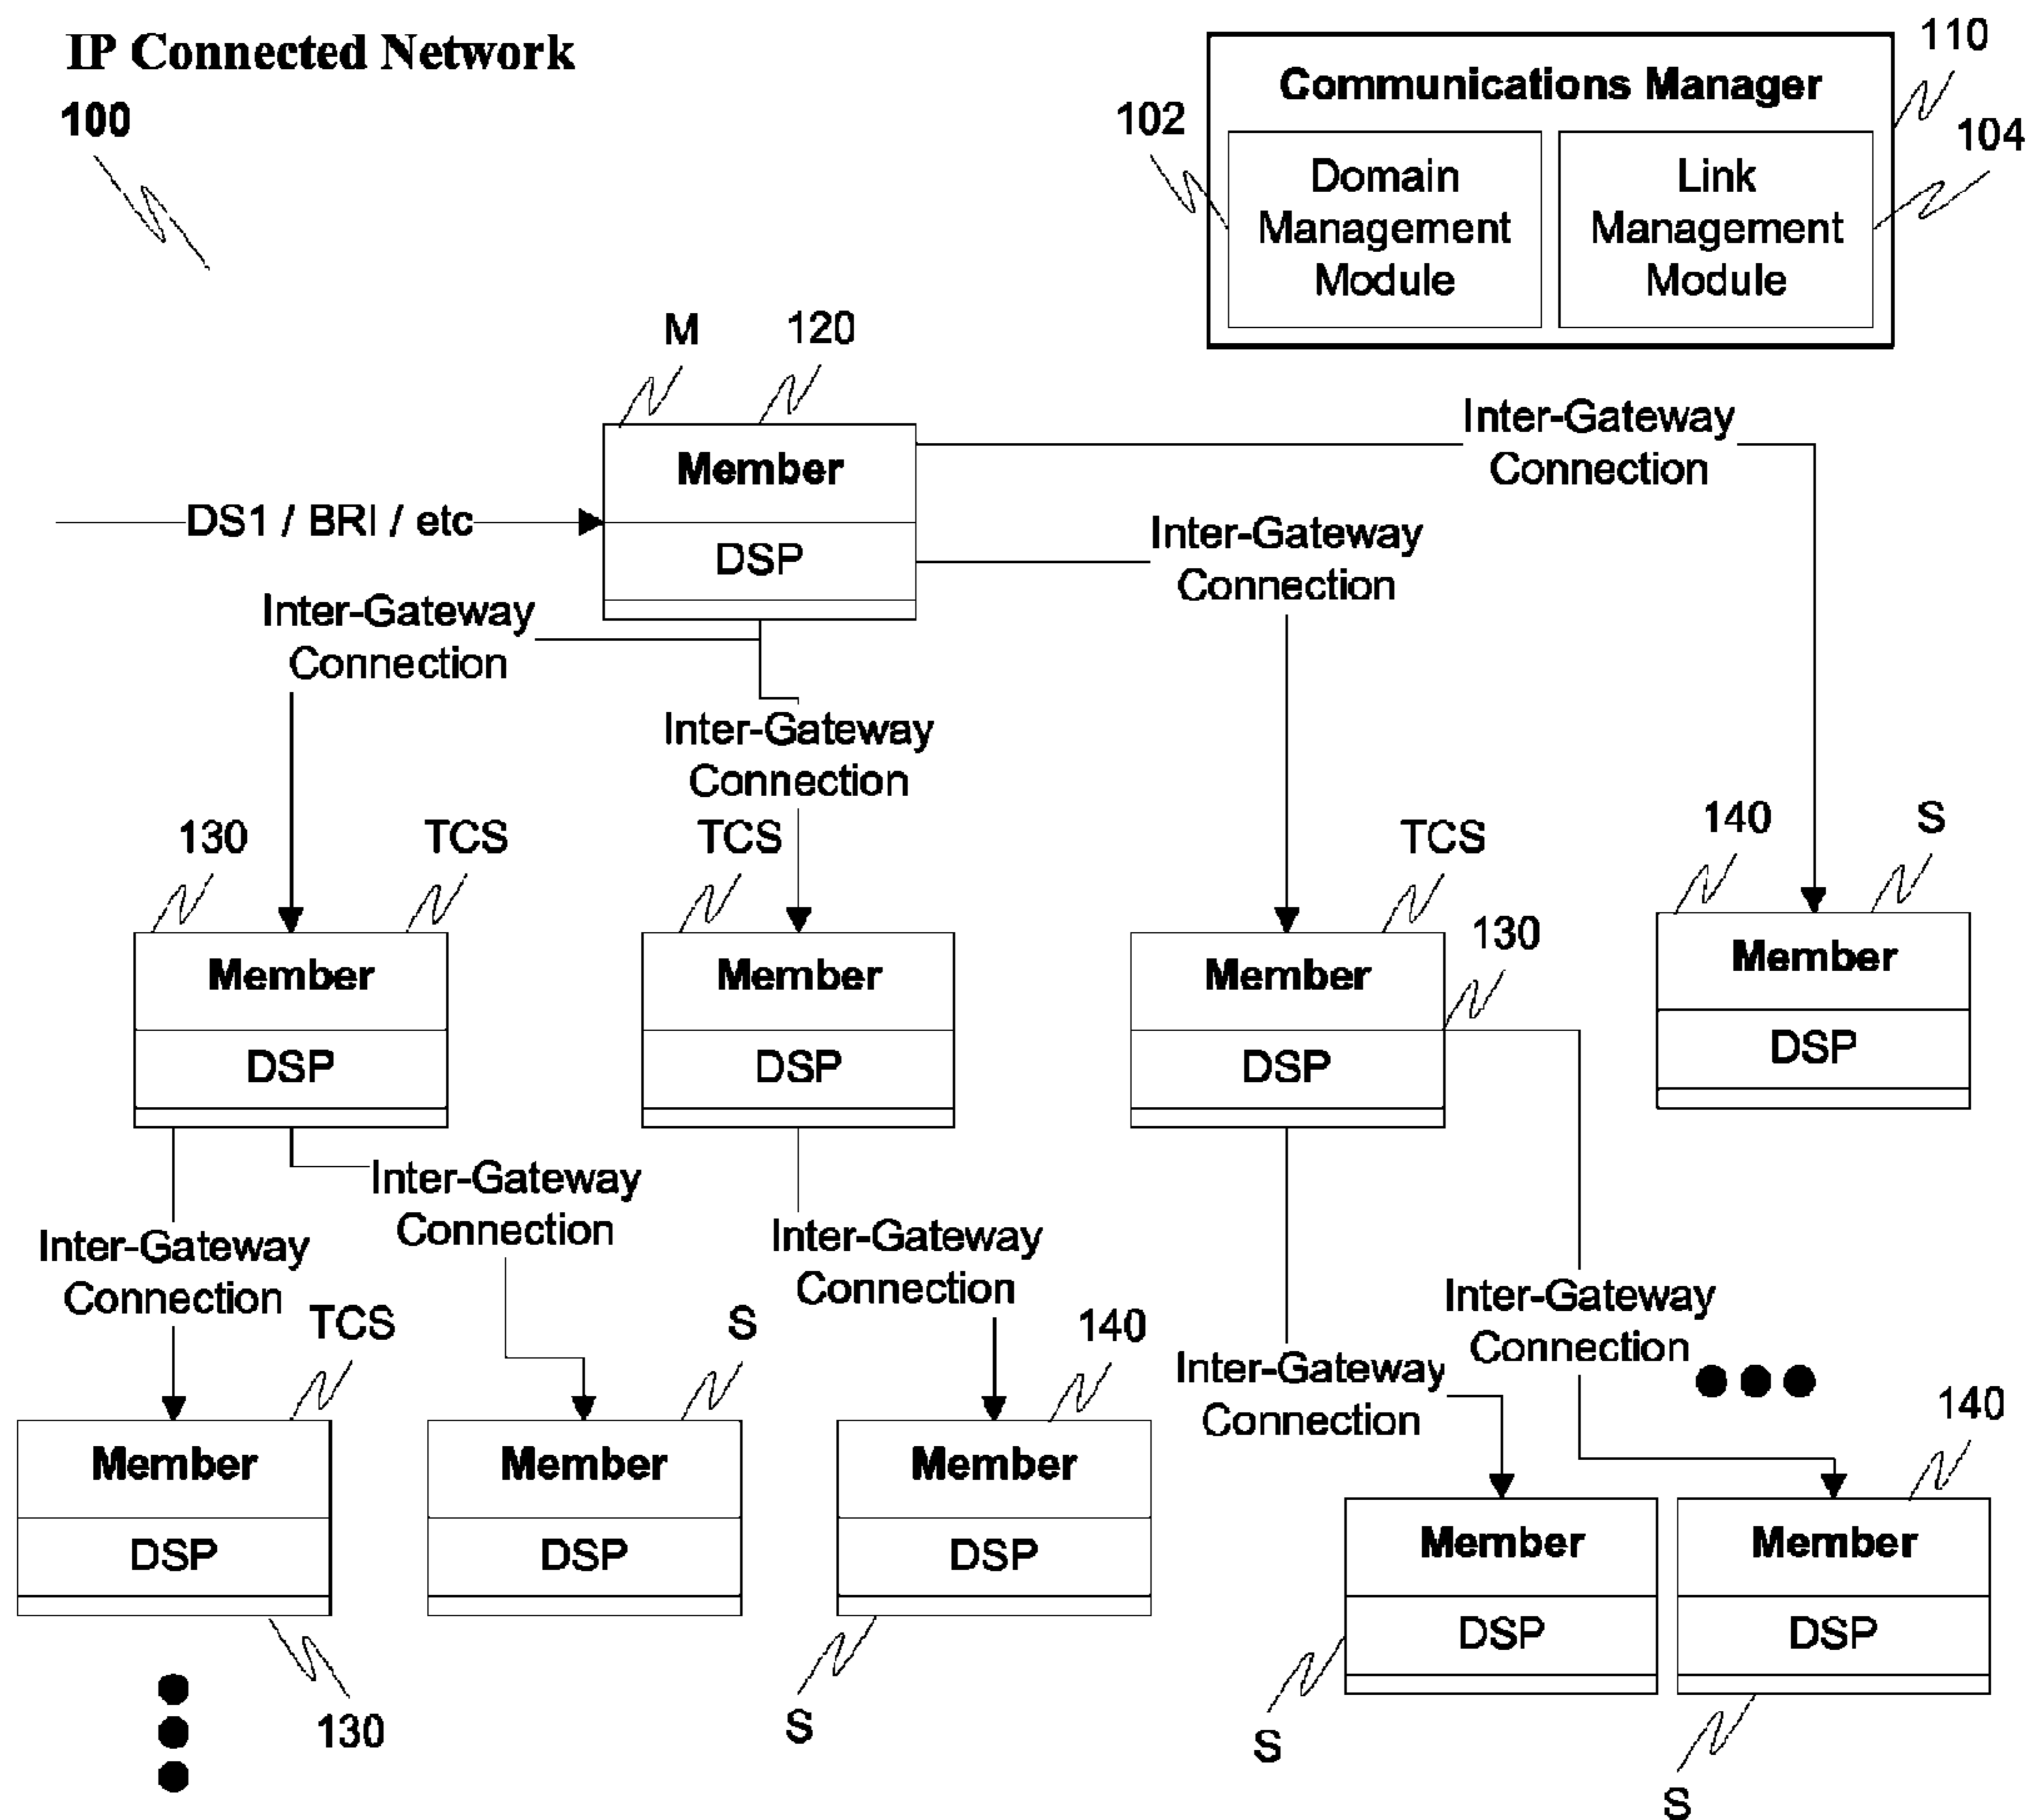 IP Connected Network
100
110
Communications Manager
102
104
Domain
Management
Module
Link
Management
Module
M
120
Member
DSP
DS1 / BRI / etc
Inter-Gateway
Connection
Inter-Gateway
Connection
Inter-Gateway
Connection
Inter-Gateway
Connection
130
TCS
TCS
TCS
130
140
S
Member
DSP
Member
DSP
Member
DSP
Member
DSP
Inter-Gateway
Connection
Inter-Gateway
Connection
Inter-Gateway
Connection
Inter-Gateway
Connection
Inter-Gateway
Connection
TCS
S
140
140
Member
DSP
Member
DSP
Member
DSP
Member
DSP
Member
DSP
130
S
S
S